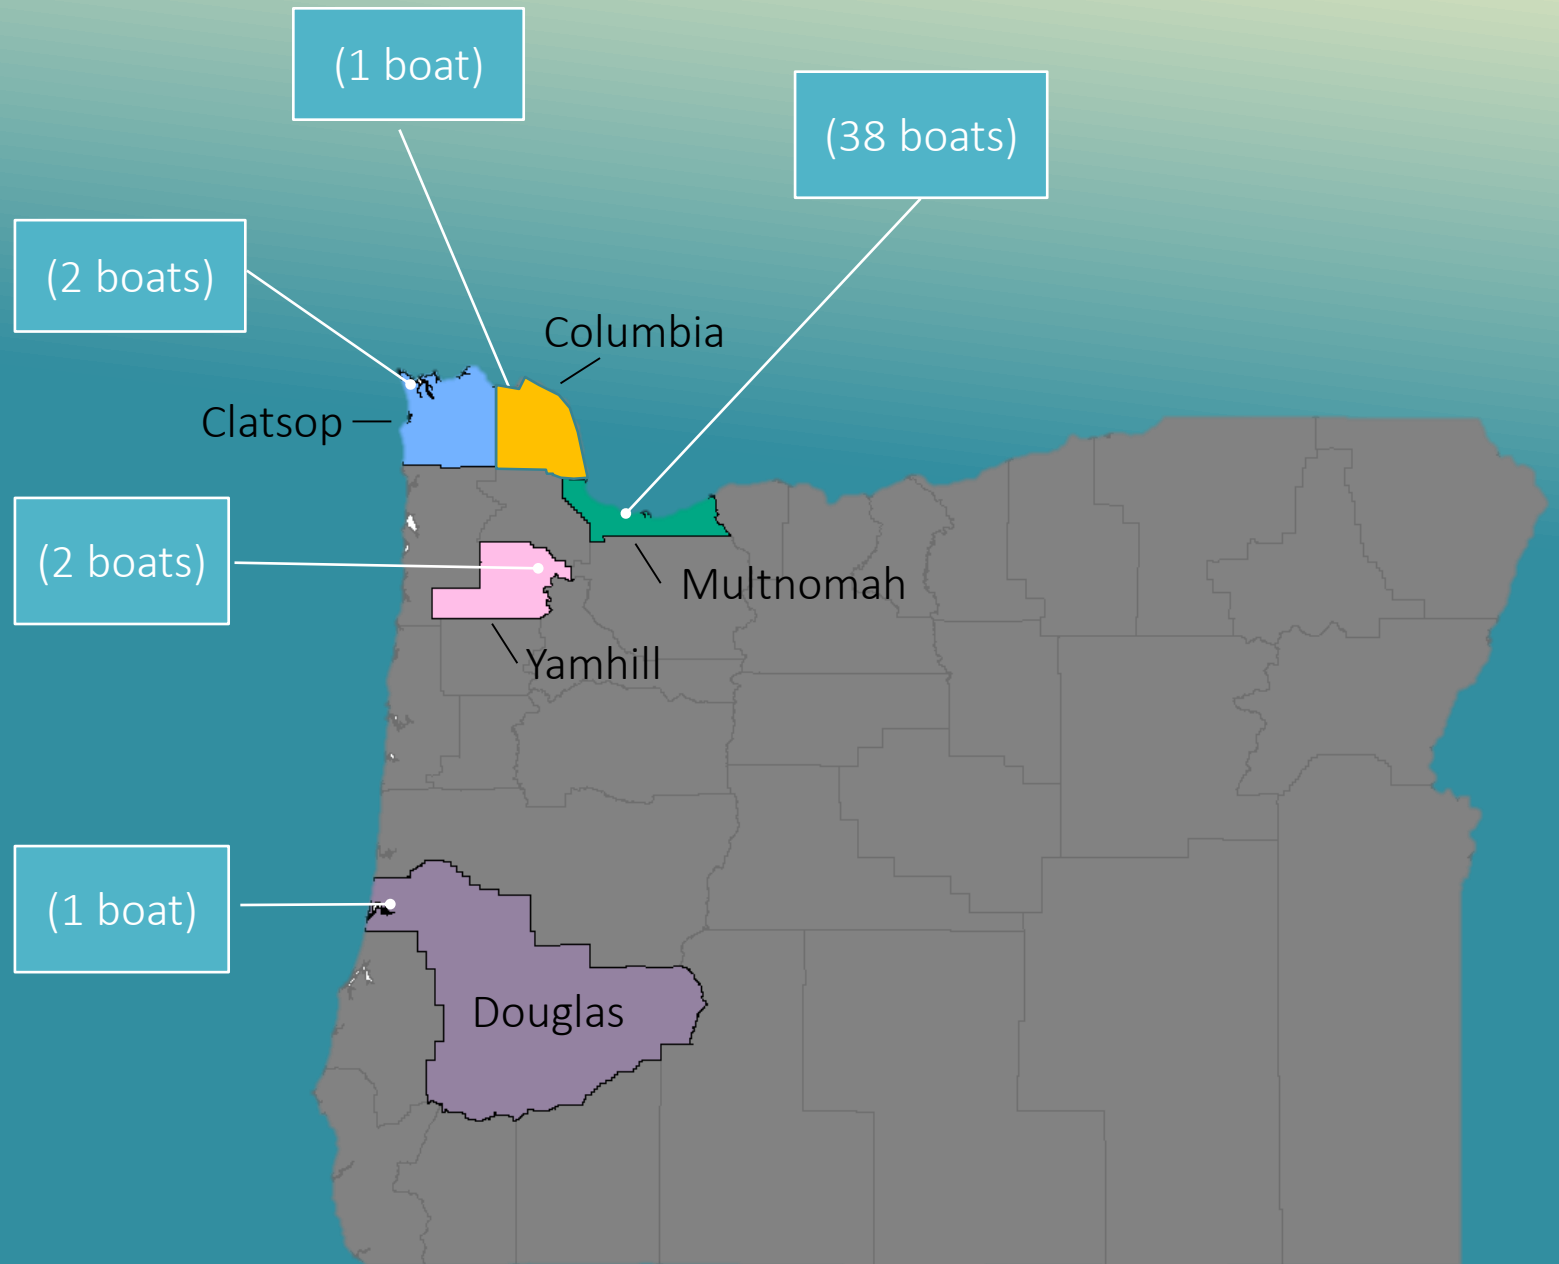 (1 boat)
(38 boats)
(2 boats)
Columbia
Clatsop
(2 boats)
Multnomah
Yamhill
(1 boat)
Douglas